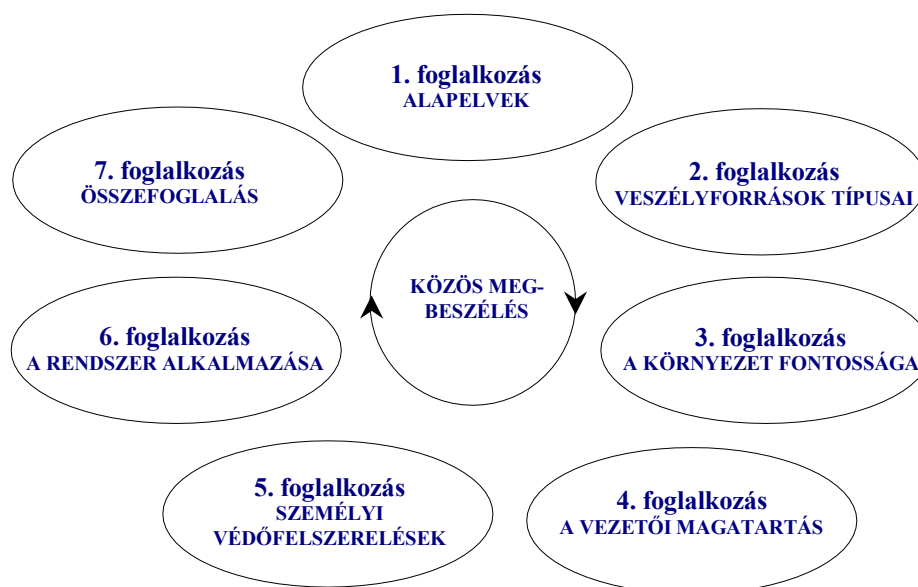 1. foglalkozás
ALAPELVEK
2. foglalkozás
VESZÉLYFORRÁSOK TÍPUSAI
3. foglalkozás
A KÖRNYEZET FONTOSSÁGA
4. foglalkozás
A VEZETŐI MAGATARTÁS
5. foglalkozás
SZEMÉLYI
VÉDŐFELSZERELÉSEK
6. foglalkozás
A RENDSZER ALKALMAZÁSA
7. foglalkozás
ÖSSZEFOGLALÁS
KÖZÖS MEG-
BESZÉLÉS